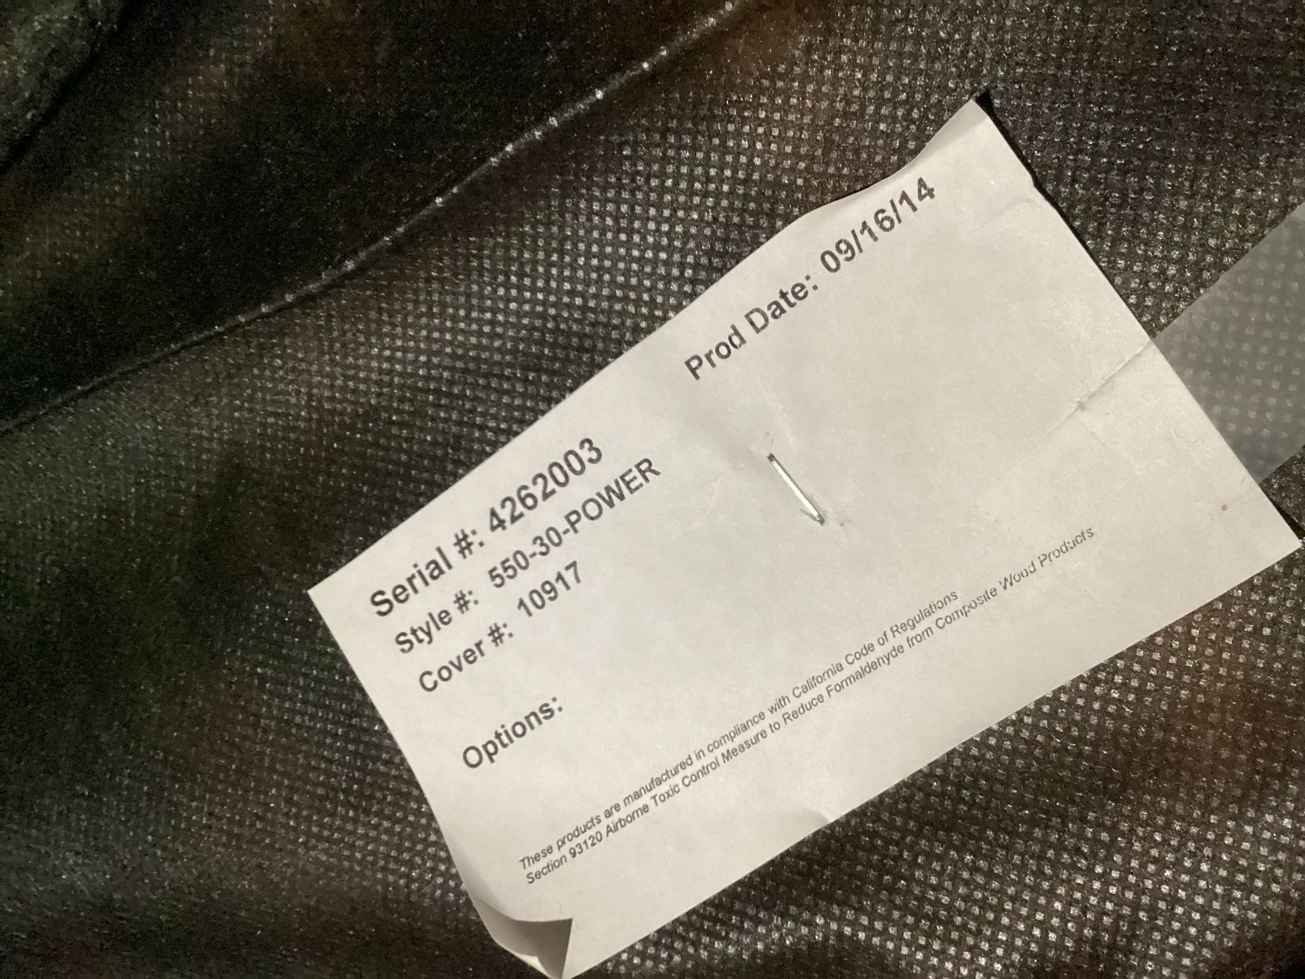 Prod Date: 09/16/14
Serial #: 4262003
Style #: 550-30-POWER
Cover #: 10917
Options:
These products are manufactured in compliance with California Code of Regulations
Section 93120 Airborne Toxic Control Measure to Reduce Formaldehyde from Composite Wood Products